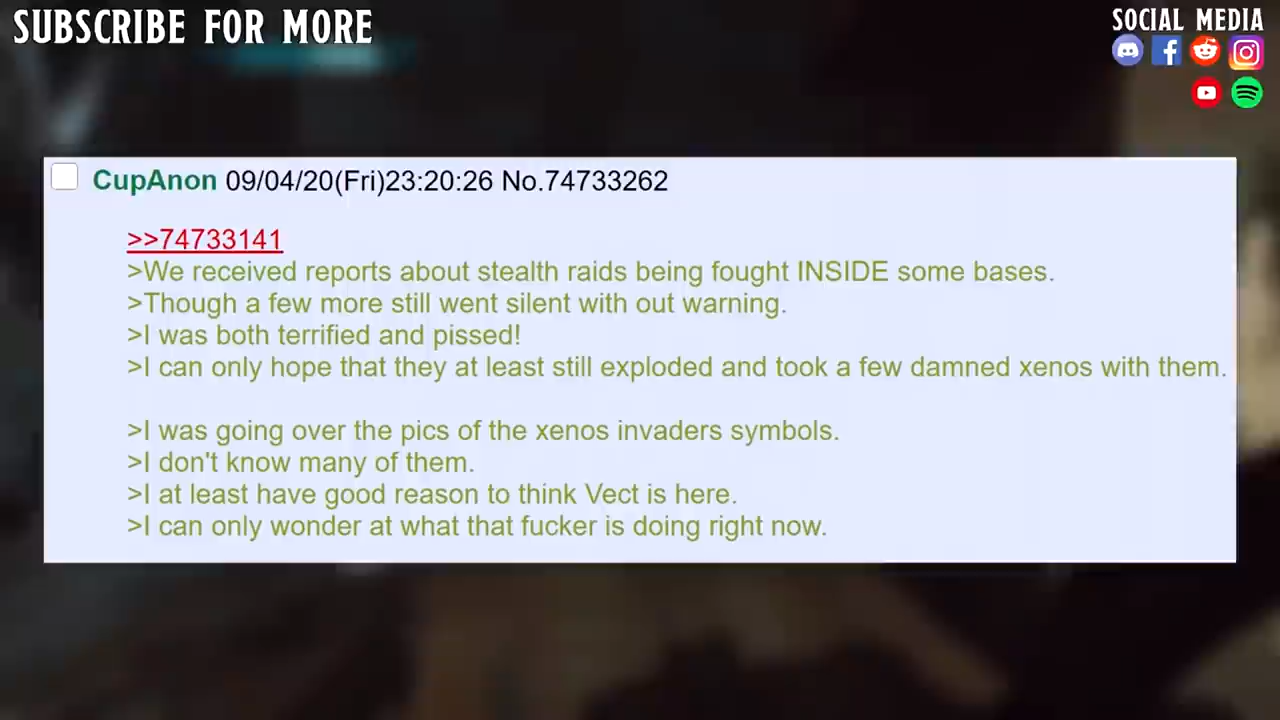 SUBSCRIBE FOR MORE
SOCIAL MEDIA
CupAnon 09/04/20(Fri)23:20:26 No.74733262
>>74733141
>We received reports about stealth raids being fought INSIDE some bases.
>Though a few more still went silent with out warning.
>I was both terrified and pissed!
>I can only hope that they at least still exploded and took a few damned xenos with them.
>I was going over the pics of the xenos invaders symbols.
>I don't know many of them.
>I at least have good reason to think Vect is here.
>I can only wonder at what that fucker is doing right now.